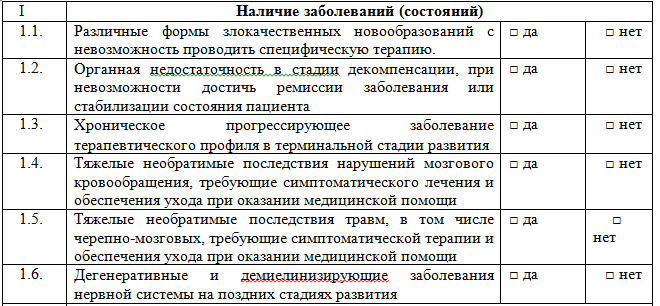 I Наличие заболеваний (состояний)
1.1. Различные формы злокачественных новообразований с □ да □ нет
невозможность проводить специфическую терапию.
1.2. Органная недостаточность в стадии декомпенсации, при □ да □ нет
невозможности достичь ремиссии заболевания или
стабилизации состояния пациента
1.3. Хроническое прогрессирующее заболевание □ да □ нет
терапевтического профиля в терминальной стадии развития
1.4. Тяжелые необратимые последствия нарушений мозгового □ да □ нет
кровообращения, требующие симптоматического лечения и
обеспечения ухода при оказании медицинской помощи
1.5. Тяжелые необратимые последствия травм, в том числе □ да □
черепно-мозговых, требующие симптоматической терапии и нет
обеспечения ухода при оказании медицинской помощи
1.6. Дегенеративные и демиелинизирующие заболевания □ да □ нет
нервной системы на поздних стадиях развития